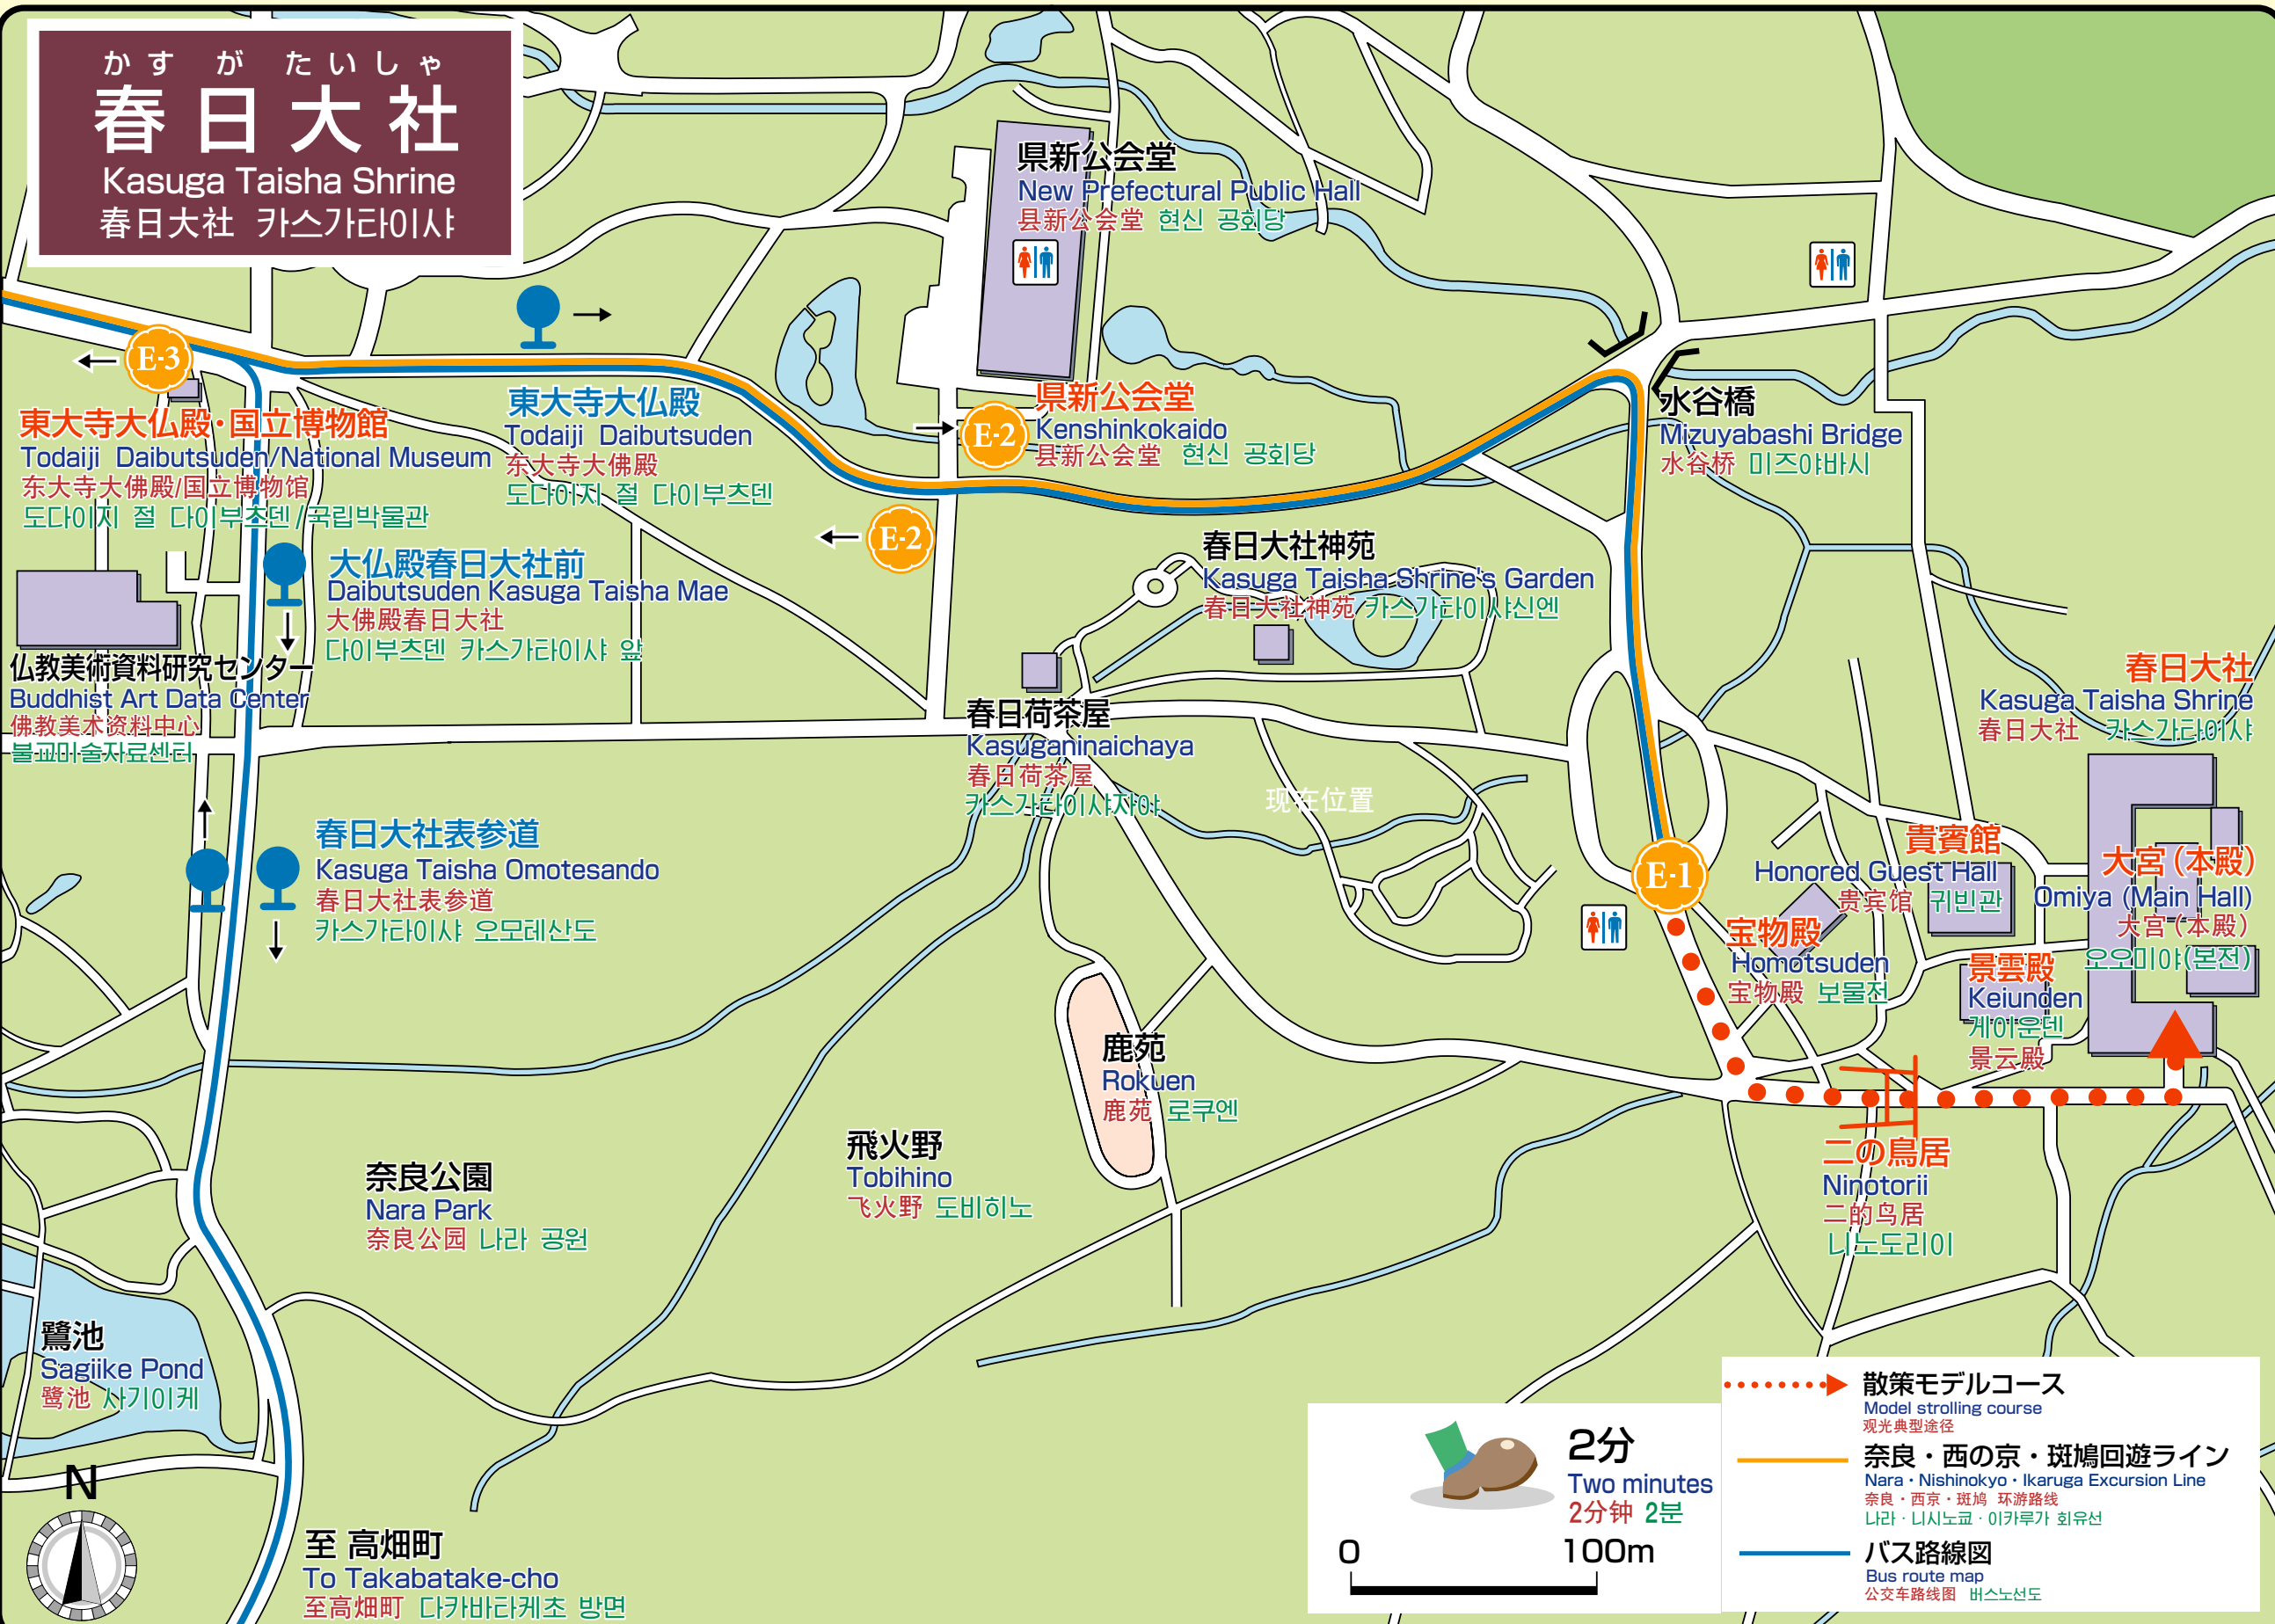 かすがたいしゃ
春日大社
Kasuga Taisha Shrine
春日大社 카스가타이샤
県新公会堂
New Prefectural Public Hall
县新公会堂 현신 공회당
E-3
東大寺大仏殿・国立博物館
Todaiji Daibutsuden/National Museum
东大寺大佛殿/国立博物馆
도다이지 절 다이부츠덴/국립박물관
東大寺大仏殿
Todaiji Daibutsuden
东大寺大佛殿
도다이지 절 다이부츠덴
E-2
県新公会堂
Kenshinkokaido
县新公会堂 현신 공회당
水谷橋
Mizuyabashi Bridge
水谷桥 미즈야바시
E-2
大仏殿春日大社前
Daibutsuden Kasuga Taisha Mae
大佛殿春日大社
다이부츠덴 카스가타이샤 앞
春日大社神苑
Kasuga Taisha Shrine's Garden
春日大社神苑 카스가타이샤신엔
仏教美術資料研究センター
Buddhist Art Data Center
佛教美术资料中心
불교미술자료센터
春日荷茶屋
Kasuganinaichaya
春日荷茶屋
카스가타이샤자야
现在位置
春日大社
Kasuga Taisha Shrine
春日大社 카스가타이샤
春日大社表参道
Kasuga Taisha Omotesando
春日大社表参道
카스가타이샤 오모테산도
E-1
貴賓館
Honored Guest Hall
贵宾馆 귀빈관
大宮（本殿）
Omiya (Main Hall)
大宫（本殿）
오오미야(본전)
宝物殿
Homotsuden
宝物殿 보물전
景雲殿
Keiunden
게이운덴
景云殿
鹿苑
Rokuen
鹿苑 로쿠엔
飛火野
Tobihino
飞火野 도비히노
奈良公園
Nara Park
奈良公园 나라 공원
二の鳥居
Ninotorii
二的鸟居
니노도리이
鷺池
Sagiike Pond
鹭池 사기이케
N
至 高畑町
To Takabatake-cho
至高畑町 다카바타케초 방면
2分
Two minutes
2分钟 2분
0 100m
散策モデルコース
Model strolling course
观光典型途径
奈良・西の京・斑鳩回遊ライン
Nara・Nishinokyo・Ikaruga Excursion Line
奈良・西京・斑鸠 环游路线
나라・니시노쿄・이카루가 회유선
バス路線図
Bus route map
公交车路线图 버스노선도